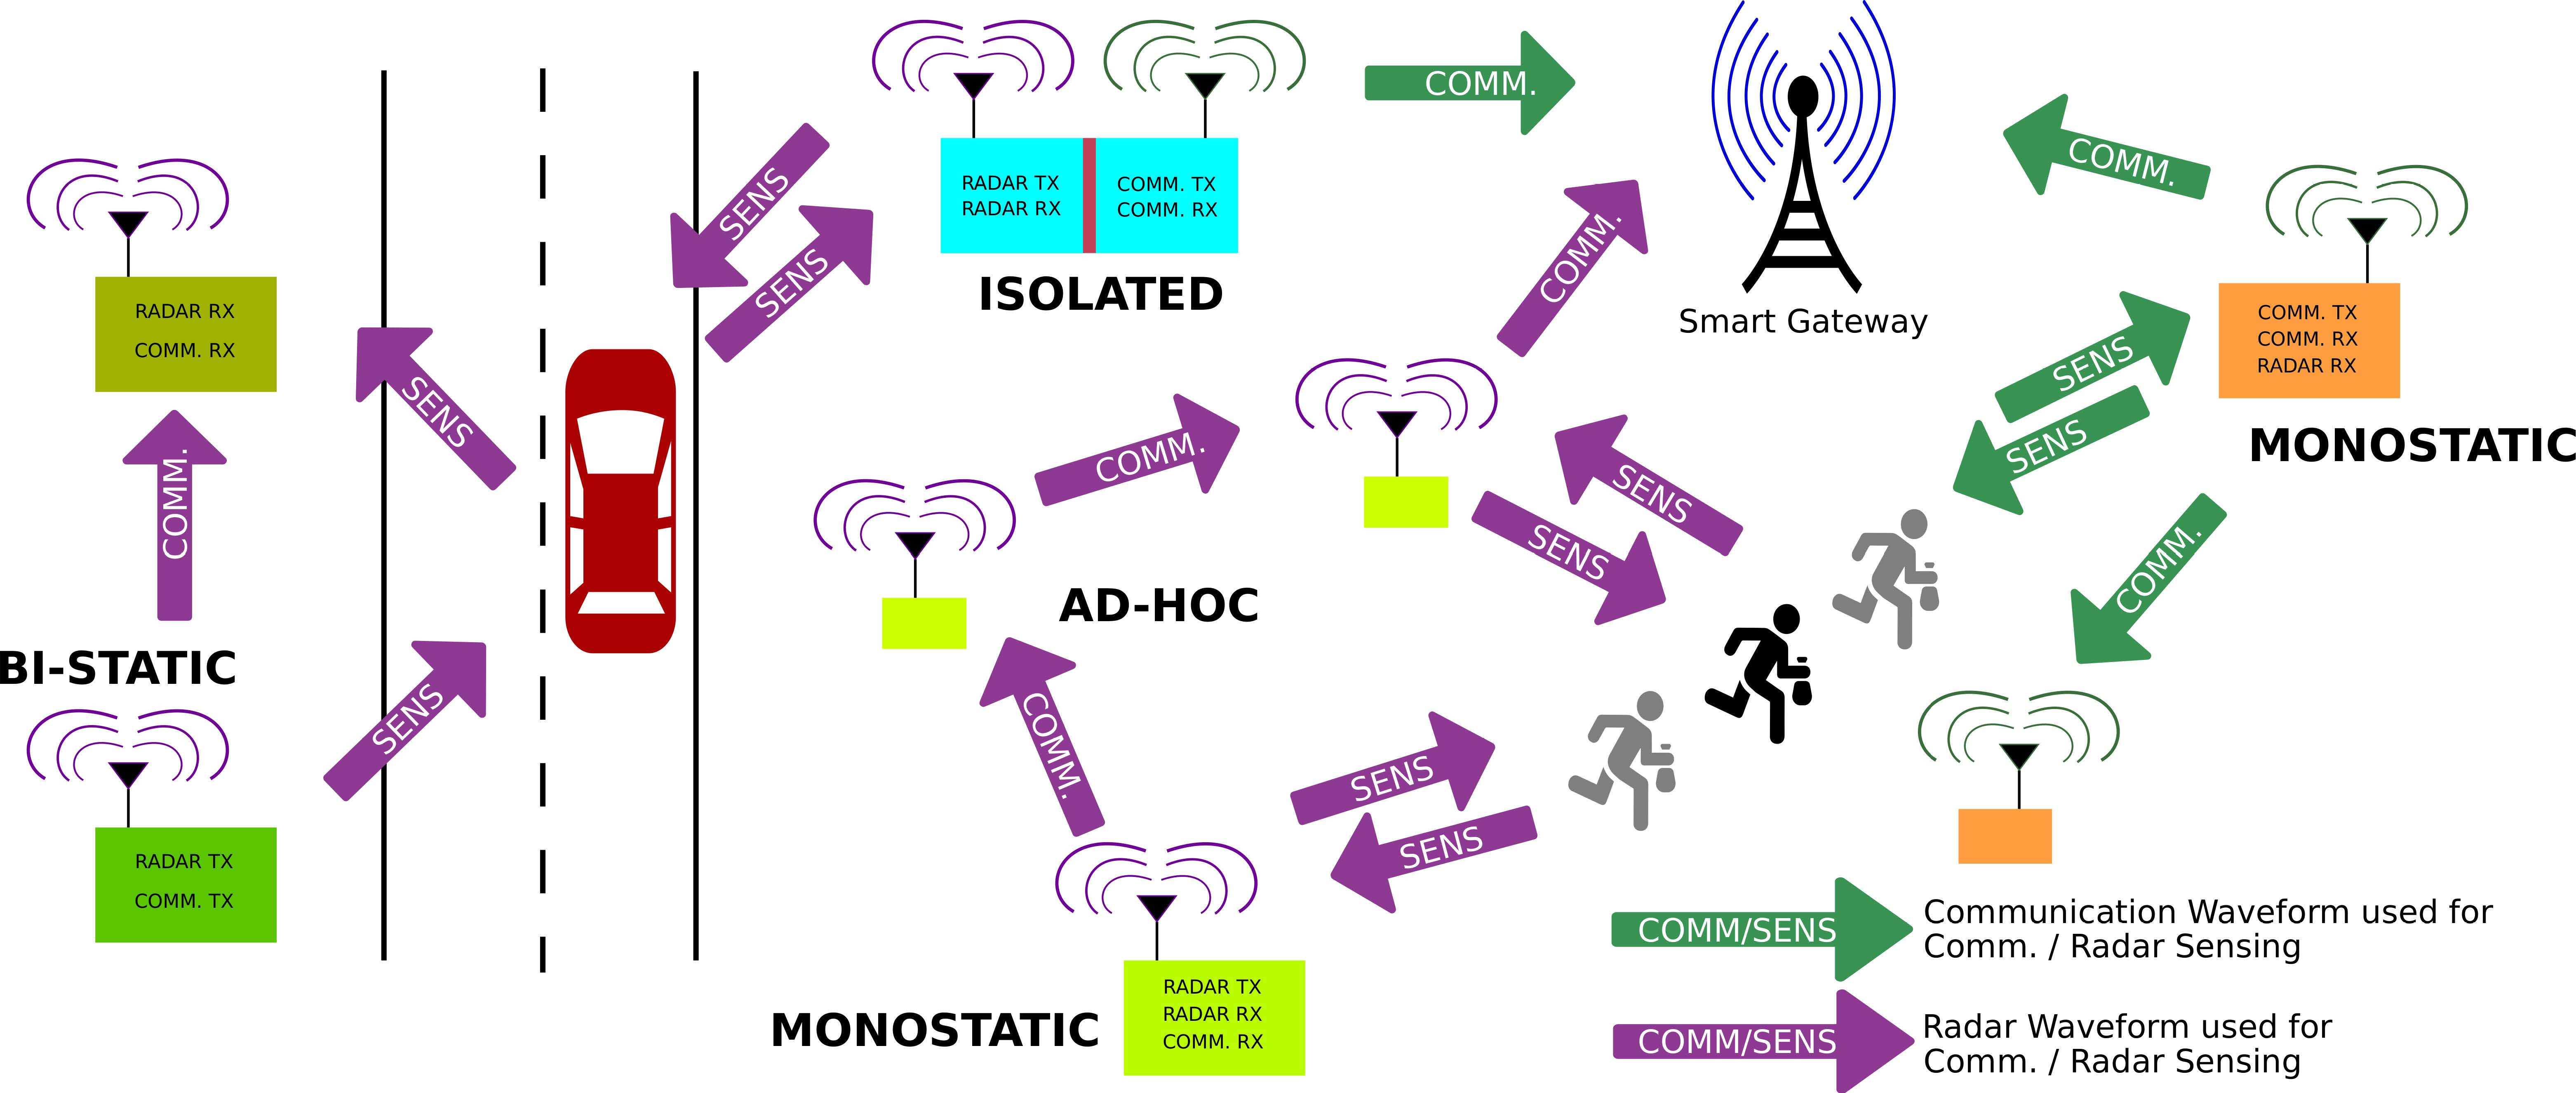 COMM.
RADAR TX
RADAR RX
COMM. TX
COMM. RX
ISOLATED
SENS
SENS
Smart Gateway
COMM.
COMM.
COMM. TX
COMM. RX
RADAR RX
MONOSTATIC
SENS
SENS
COMM.
RADAR RX
COMM. RX
SENS
COMM.
BI-STATIC
SENS
RADAR TX
COMM. TX
COMM.
AD-HOC
SENS
SENS
COMM.
SENS
SENS
MONOSTATIC
RADAR TX
RADAR RX
COMM. RX
COMM/SENS
Communication Waveform used for
Comm. / Radar Sensing
COMM/SENS
Radar Waveform used for
Comm. / Radar Sensing